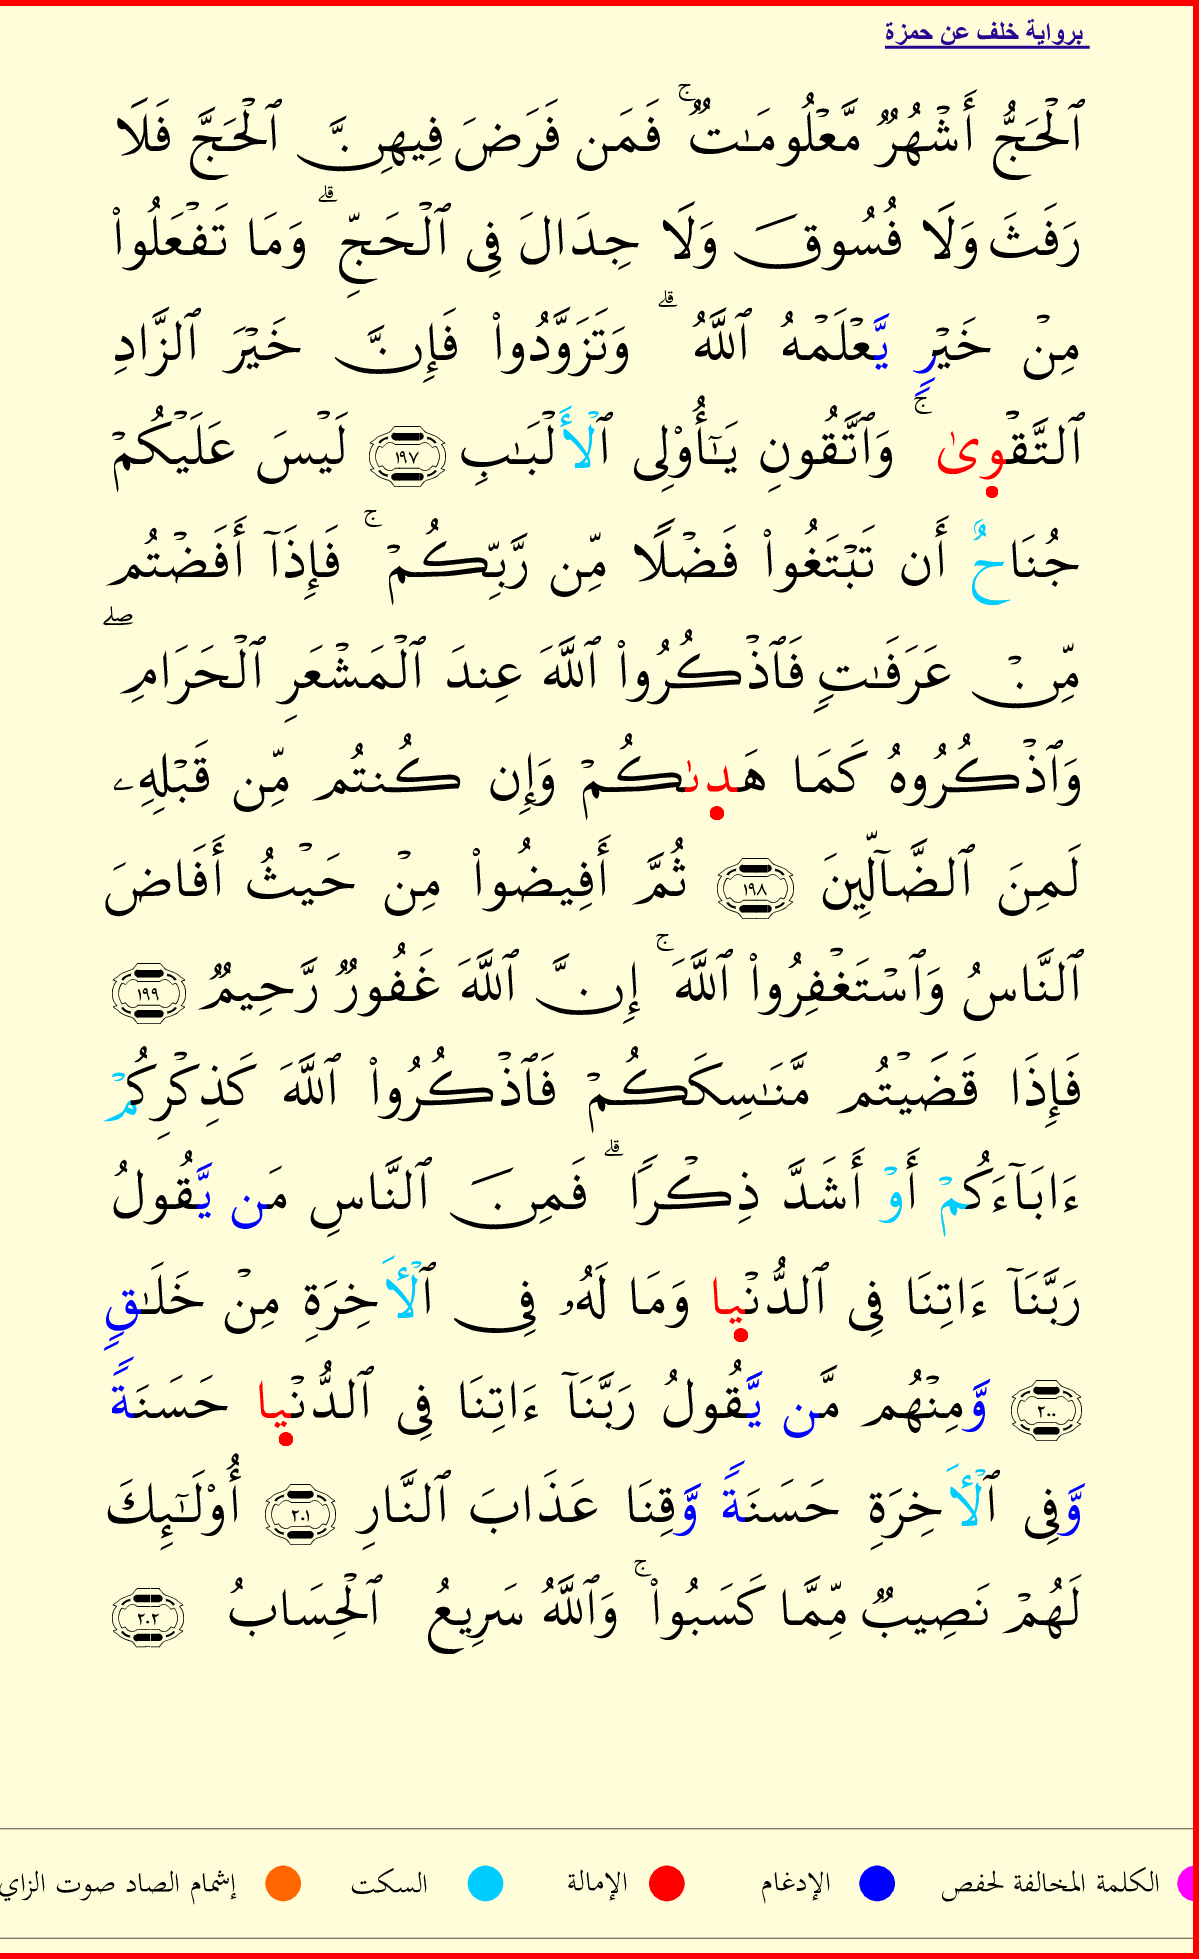 برواية خلف عن حمزة
ٱلۡحَجُّ أَشۡهُرٞ مَّعۡلُومَٰتٞۚ فَمَن فَرَضَ فِيهِنَّ ٱلۡحَجَّ فَلَا
رَفَثَ وَلَا فُسُوقَ وَلَا جِدَالَ فِى ٱلۡحَجِّۗ وَمَا تَفۡعَلُواْ
مِنۡ خَيۡرٖ يَّعۡلَمۡهُ ٱللَّهُۗ وَتَزَوَّدُواْ فَإِنَّ خَيۡرَ ٱلزَّادِ
ٱلتَّقۡوىٰۚ وَٱتَّقُونِ يَـٰٓأُوْلِى ٱلۡأَلۡبَٰبِ ١٩٧ لَيۡسَ عَلَيۡكُمۡ
جُنَاحٌ أَن تَبۡتَغُواْ فَضۡلٗا مِّن رَّبِّكُمۡۚ فَإِذَآ أَفَضۡتُم
مِّنۡ عَرَفَٰتٖ فَٱذۡكُرُواْ ٱللَّهَ عِندَ ٱلۡمَشۡعَرِ ٱلۡحَرَامِۖ
وَٱذۡكُرُوهُ كَمَا هَدىٰكُمۡ وَإِن كُنتُم مِّن قَبۡلِهِۦ
لَمِنَ ٱلضَّآلِّينَ ١٩٨ ثُمَّ أَفِيضُواْ مِنۡ حَيۡثُ أَفَاضَ
ٱلنَّاسُ وَٱسۡتَغۡفِرُواْ ٱللَّهَۚ إِنَّ ٱللَّهَ غَفُورٞ رَّحِيمٞ ١٩٩
فَإِذَا قَضَيۡتُم مَّنَٰسِكَكُمۡ فَٱذۡكُرُواْ ٱللَّهَ كَذِكۡرِكُمۡ
ءَابَآءَكُمۡ أَوۡ أَشَدَّ ذِكۡرٗاۗ فَمِنَ ٱلنَّاسِ مَن يَّقُولُ
رَبَّنَآ ءَاتِنَا فِى ٱلدُّنۡيا وَمَا لَهُۥ فِى ٱلۡأٓخِرَةِ مِنۡ خَلَٰقٖ
٢٠٠ وَّمِنۡهُم مَّن يَّقُولُ رَبَّنَآ ءَاتِنَا فِى ٱلدُّنۡيا حَسَنَةٗ
وَّفِى ٱلۡأٓخِرَةِ حَسَنَةٗ وَّقِنَا عَذَابَ ٱلنَّارِ ٢٠١ أُوْلَـٰٓئِكَ
لَهُمۡ نَصِيبٞ مِّمَّا كَسَبُواْۚ وَٱللَّهُ سَرِيعُ ٱلۡحِسَابُ ٢٠٢
الكلمة المخالفة لحفص الإدغام الإمالة السكت إشمام الصاد صوت الزاي